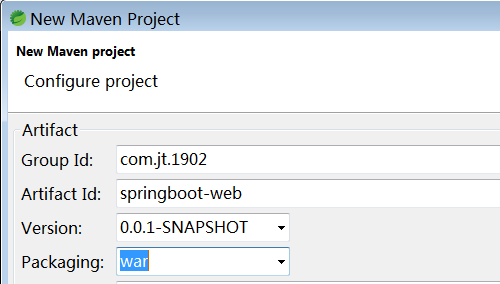 New Maven Project
New Maven project
Configure project
Artifact
Group Id: com.jt.1902
Artifact Id: springboot-web
Version: 0.0.1-SNAPSHOT
Packaging: war